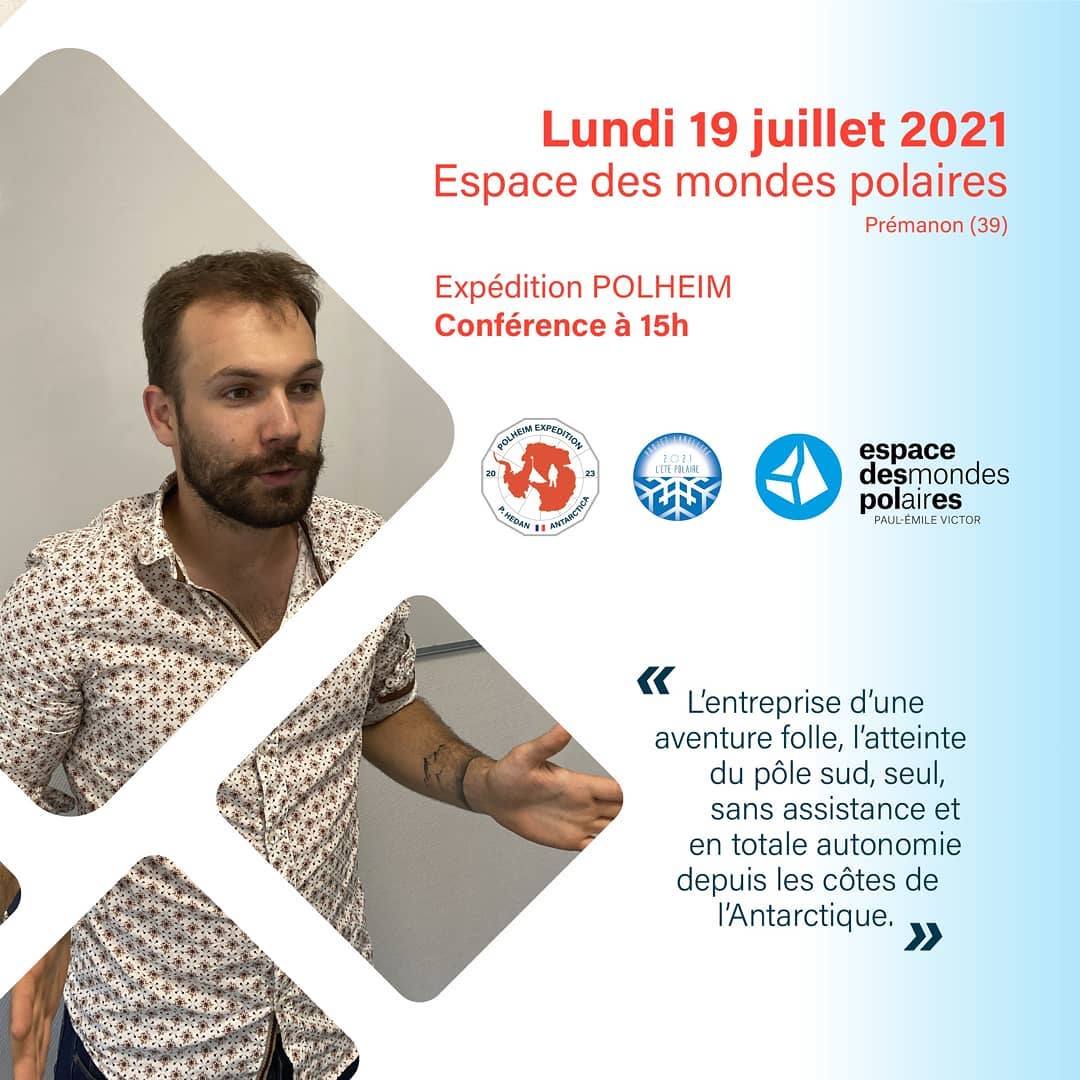 Lundi 19 juillet 2021
Espace des mondes polaires
Prémanon (39)
Expédition POLHEIM
Conférence à 15h
POLHEIM EXPEDITION
20 23
P. HEDAN ANTARCTICA
PROJET LABELLISÉ
2021
L'ÉTÉ POLAIRE
espace
desmondes
polaires
PAUL-ÉMILE VICTOR
« L'entreprise d'une
aventure folle, l'atteinte
du pôle sud, seul,
sans assistance et
en totale autonomie
depuis les côtes de
l'Antarctique. »